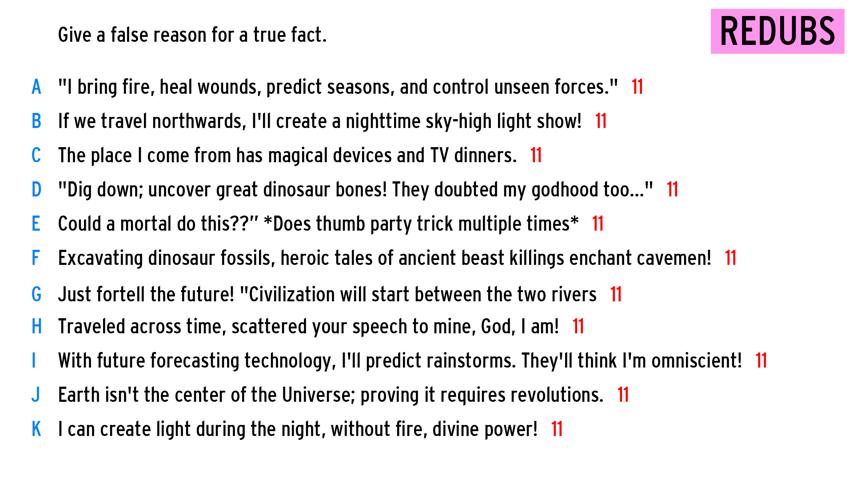 Give a false reason for a true fact.
REDUBS
A "I bring fire, heal wounds, predict seasons, and control unseen forces." 11
B If we travel northwards, I'll create a nighttime sky-high light show! 11
C The place I come from has magical devices and TV dinners. 11
D "Dig down; uncover great dinosaur bones! They doubted my godhood too..." 11
E Could a mortal do this??” *Does thumb party trick multiple times* 11
F Excavating dinosaur fossils, heroic tales of ancient beast killings enchant cavemen! 11
G Just fortell the future! "Civilization will start between the two rivers 11
H Traveled across time, scattered your speech to mine, God, I am! 11
I With future forecasting technology, I'll predict rainstorms. They'll think I'm omniscient! 11
J Earth isn't the center of the Universe; proving it requires revolutions. 11
K I can create light during the night, without fire, divine power! 11